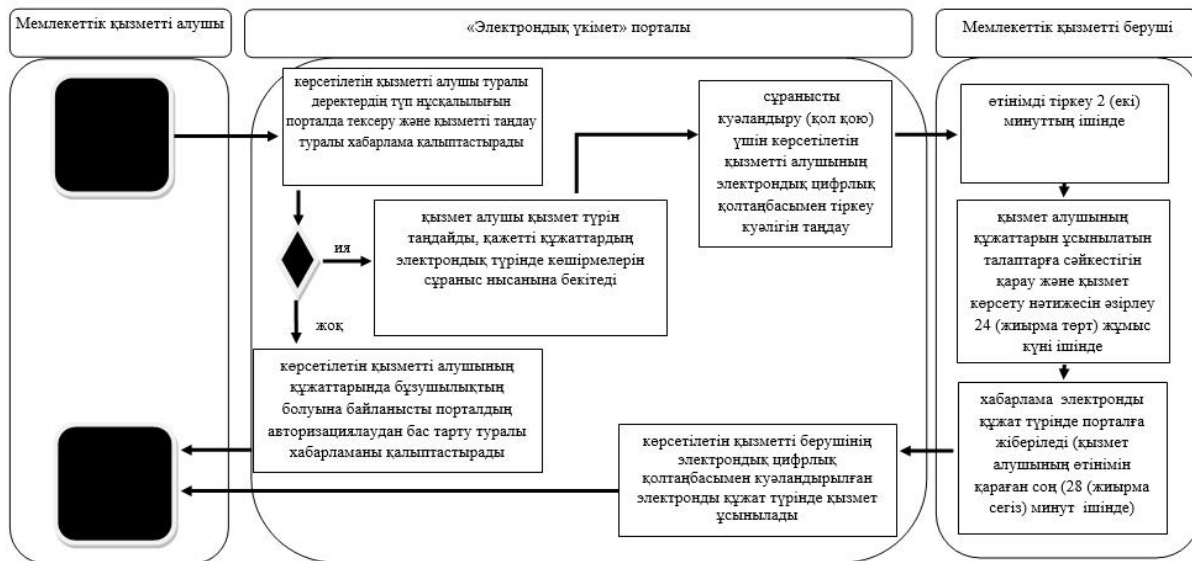 Мемлекеттік қызметті алушы
«Электрондық үкімет» порталы
Мемлекеттік қызметті беруші
көрсетілетін қызметті алушы туралы
деректердің түп нұсқалылығын
порталда тексеру және қызметті таңдау
туралы хабарлама қалыптастырады
сұранысты
куәландыру (қол қою)
үшін көрсетілетін
қызметті алушының
электрондық цифрлық
қолтаңбасымен тіркеу
куәлігін таңдау
өтінімді тіркеу 2 (екі)
минуттың ішінде
қызмет алушы қызмет түрін
таңдайды, қажетті құжаттардың
электрондық түрінде көшірмелерін
сұраныс нысанына бекітеді
ия
жоқ
қызмет алушының
құжаттарын ұсынылатын
талаптарға сәйкестігін
қарау және қызмет
көрсету нәтижесін әзірлеу
24 (жиырма төрт) жұмыс
күні ішінде
көрсетілетін қызметті алушының
құжаттарында бұзушылықтың
болуына байланысты порталдың
авторизациялаудан бас тарту туралы
хабарламаны қалыптастырады
хабарлама электронды
құжат түрінде порталға
жіберіледі (қызмет
алушының өтінімін
қараған соң (28 (жиырма
сегіз) минут ішінде)
көрсетілетін қызметті берушінің
электрондық цифрлық
қолтаңбасымен куәландырылған
электронды құжат түрінде қызмет
ұсынылады